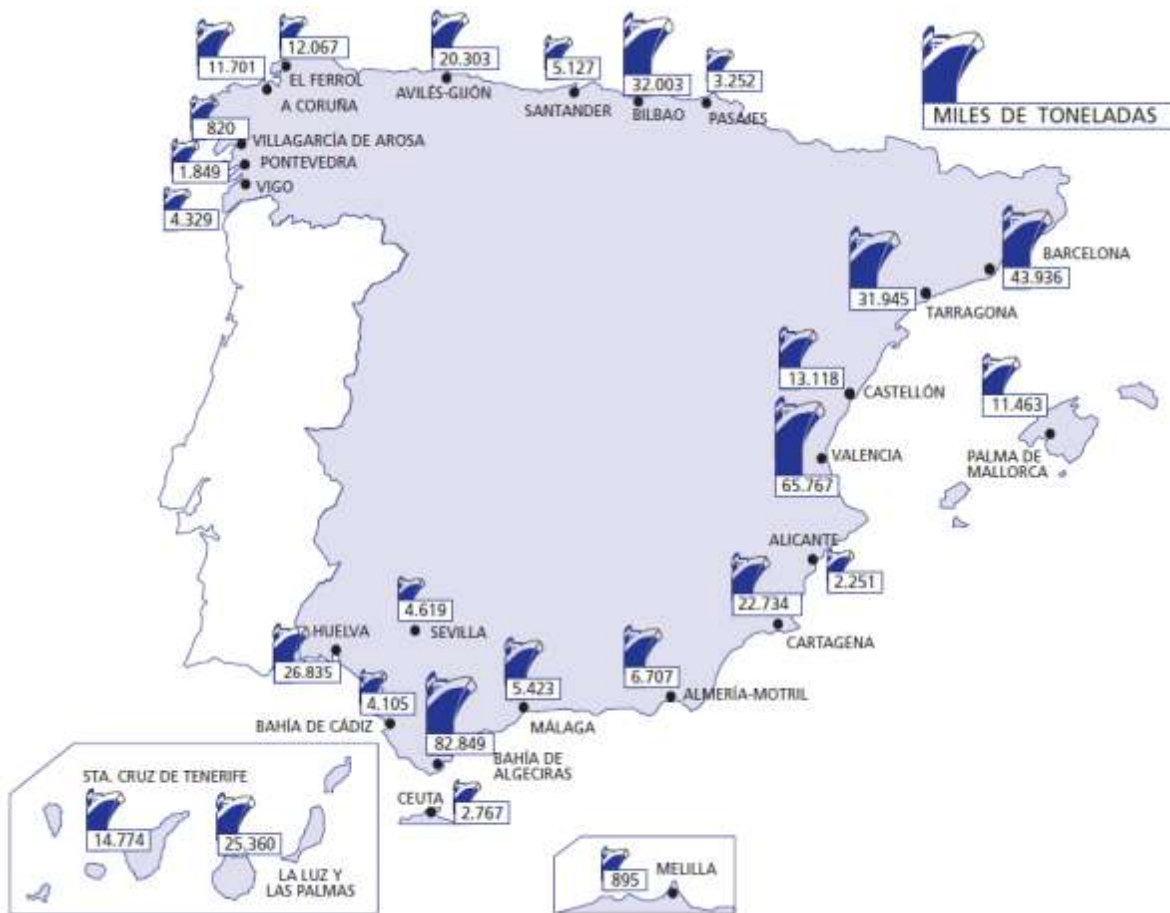 12.067
11.701
EL FERROL
A CORUÑA
20.303
AVILÉS-GIJÓN
5.127
SANTANDER
32.003
BILBAO
3.252
PASAJES
MILES DE TONELADAS
820
VILLAGARCÍA DE AROSA
1.849
PONTEVEDRA
VIGO
4.329
BARCELONA
43.936
31.945
TARRAGONA
13.118
CASTELLÓN
11.463
PALMA DE
MALLORCA
VALENCIA
65.767
ALICANTE
2.251
22.734
CARTAGENA
4.619
SEVILLA
HUELVA
26.835
6.707
ALMERÍA-MOTRIL
5.423
MÁLAGA
4.105
BAHÍA DE CÁDIZ
82.849
BAHÍA DE
ALGECIRAS
CEUTA
2.767
STA. CRUZ DE TENERIFE
14.774
25.360
LA LUZ Y
LAS PALMAS
895
MELILLA